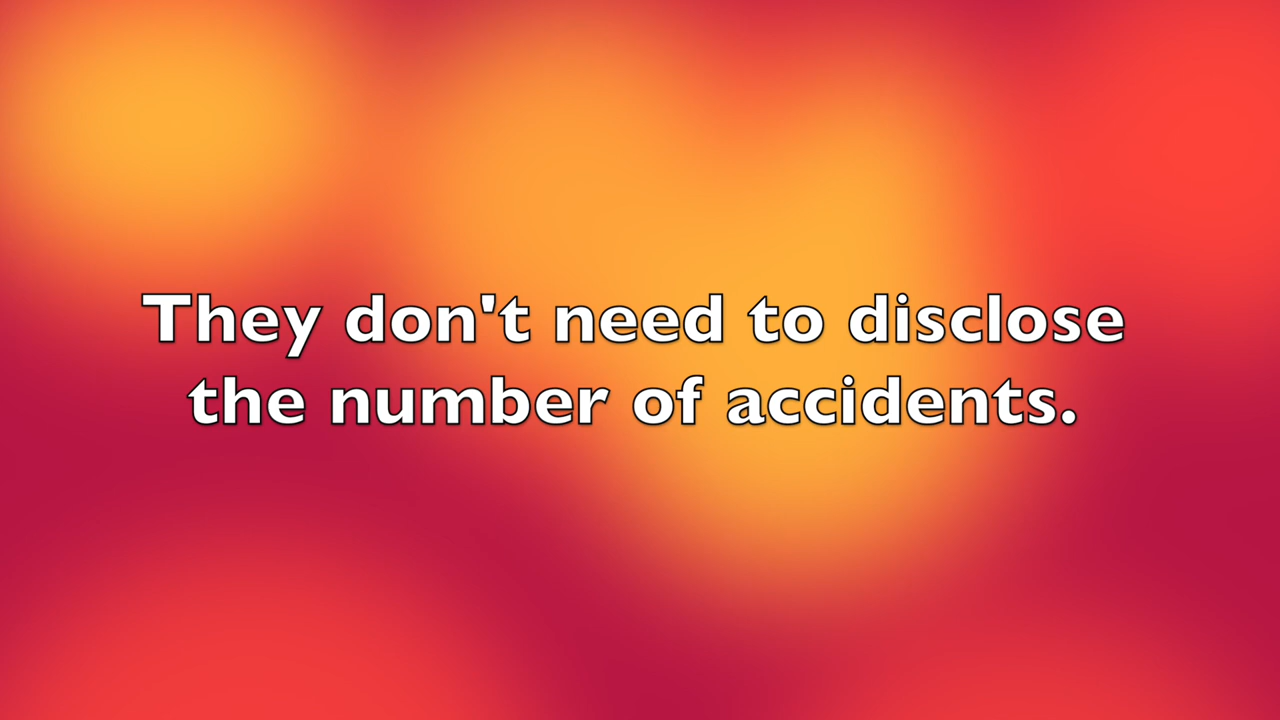 They don't need to disclose
the number of accidents.